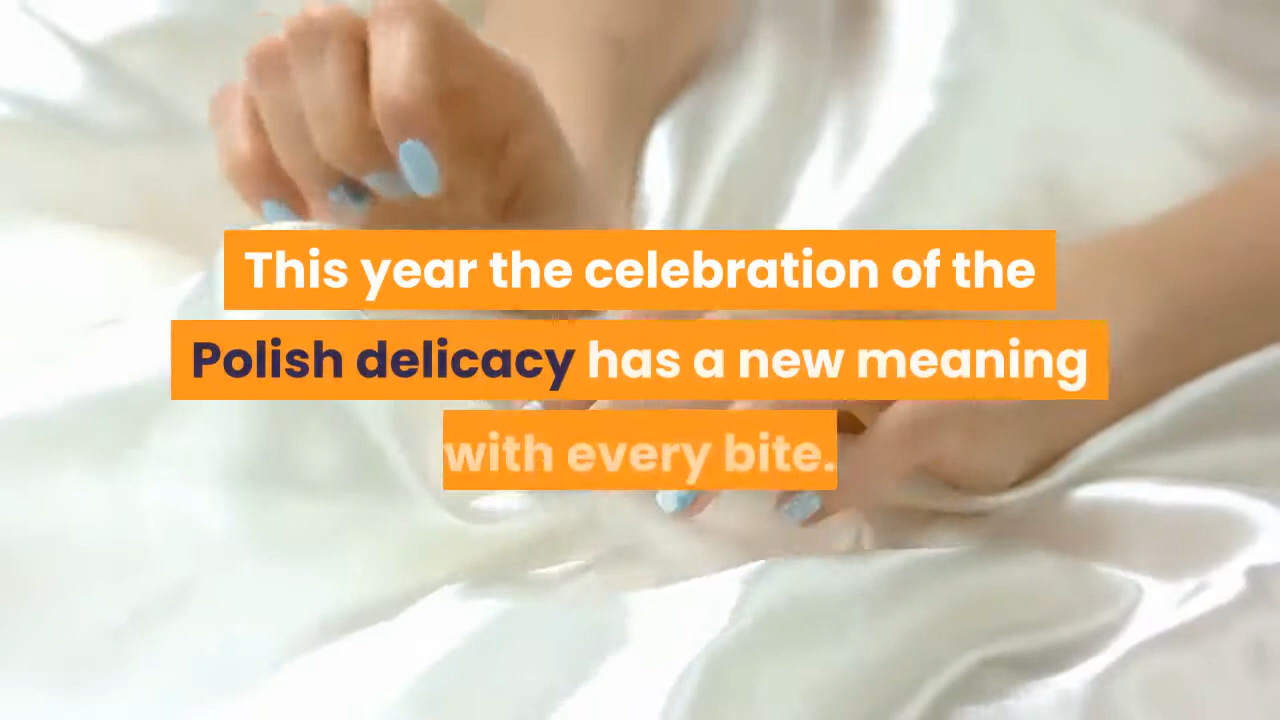 This year the celebration of the
Polish delicacy has a new meaning
with every bite.